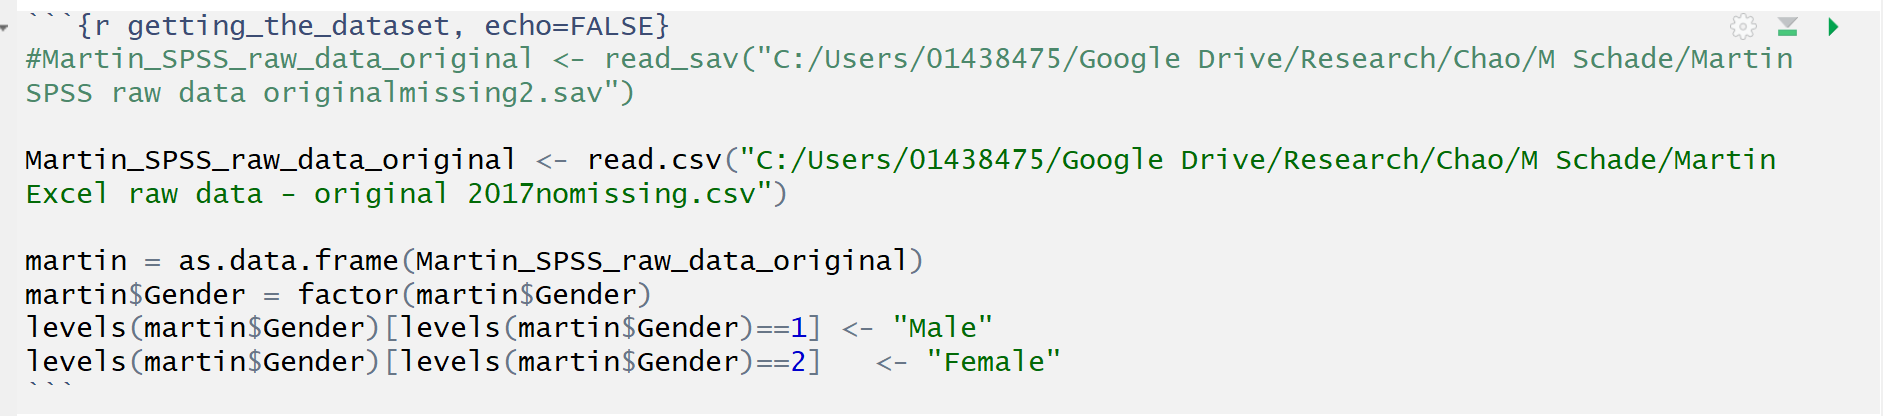 ```{r getting_the_dataset, echo=FALSE}
#Martin_SPSS_raw_data_original <- read_sav("C:/Users/01438475/Google Drive/Research/Chao/M Schade/Martin
SPSS raw data originalmissing2.sav")
Martin_SPSS_raw_data_original <- read.csv("C:/Users/01438475/Google Drive/Research/Chao/M Schade/Martin
Excel raw data - original 2017nomissing.csv")
martin = as.data.frame(Martin_SPSS_raw_data_original)
martin$Gender = factor(martin$Gender)
levels(martin$Gender)[levels(martin$Gender)==1] <- "Male"
levels(martin$Gender)[levels(martin$Gender)==2]   <- "Female"
```